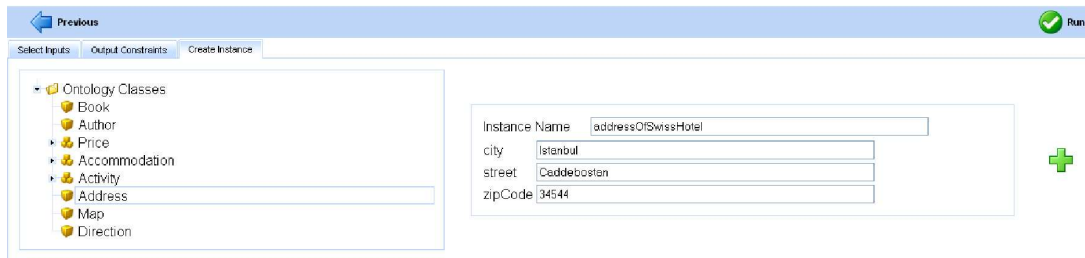 Previous
Run
Select Inputs Output Constraints Create Instance
Ontology Classes
Book
Author
Price
Accommodation
Activity
Address
Map
Direction
Instance Name addressOfSwissHotel
city Istanbul
street Caddebostan
zipCode 34544